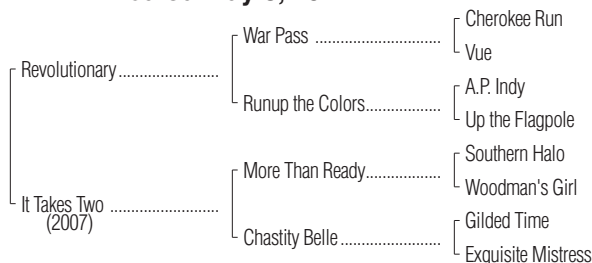 Cherokee Run
War Pass ..............................
Vue
Revolutionary........................
A.P. Indy
Runup the Colors..................
Up the Flagpole
Southern Halo
More Than Ready..................
Woodman's Girl
It Takes Two ..........................
(2007)
Gilded Time
Chastity Belle ........................
Exquisite Mistress